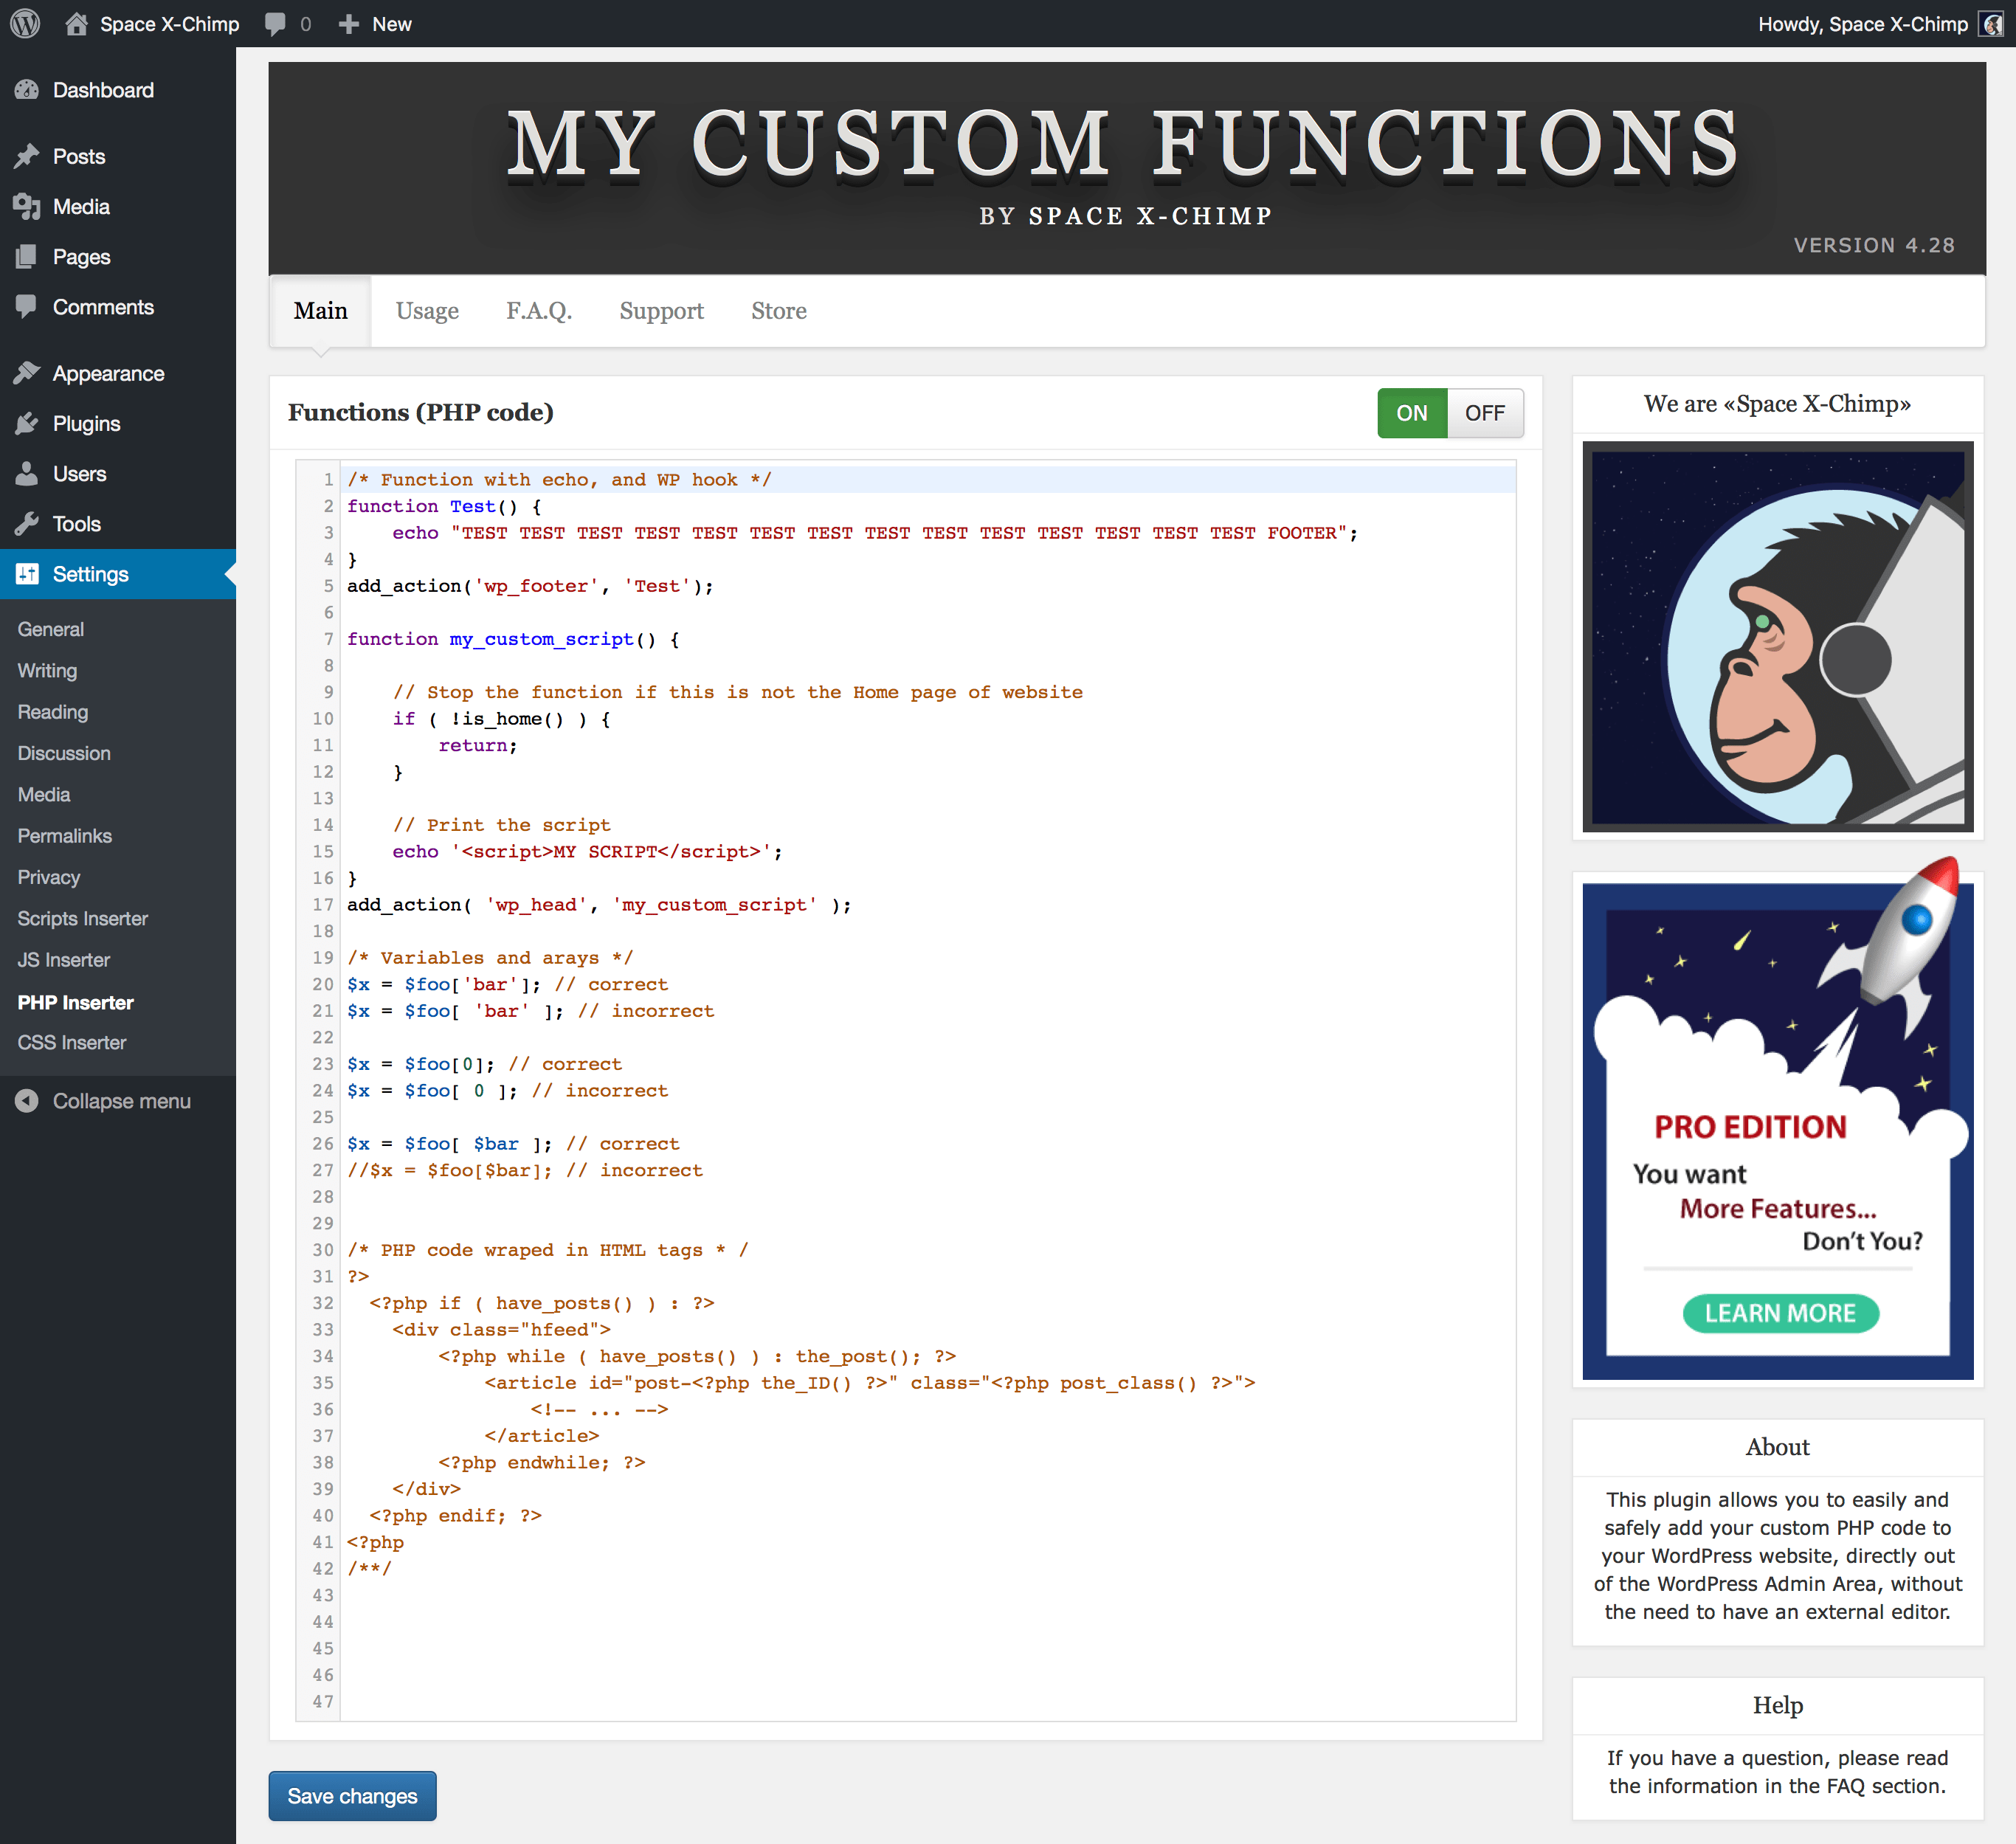 Space X-Chimp 0 New Howdy, Space X-Chimp
Dashboard
Posts
Media
Pages
Comments
Appearance
Plugins
Users
Tools
Settings
General
Writing
Reading
Discussion
Media
Permalinks
Privacy
Scripts Inserter
JS Inserter
PHP Inserter
CSS Inserter
Collapse menu
MY CUSTOM FUNCTIONS
BY SPACE X-CHIMP
VERSION 4.28
Main Usage F.A.Q. Support Store
Functions (PHP code) ON OFF
1 /* Function with echo, and WP hook */
2 function Test() {
3     echo "TEST TEST TEST TEST TEST TEST TEST TEST TEST TEST TEST TEST TEST TEST FOOTER";
4 }
5 add_action('wp_footer', 'Test');
6
7 function my_custom_script() {
8
9     // Stop the function if this is not the Home page of website
10     if ( !is_home() ) {
11         return;
12     }
13
14     // Print the script
15     echo '<script>MY SCRIPT</script>';
16 }
17 add_action( 'wp_head', 'my_custom_script' );
18
19 /* Variables and arays */
20 $x = $foo['bar']; // correct
21 $x = $foo[ 'bar' ]; // incorrect
22
23 $x = $foo[0]; // correct
24 $x = $foo[ 0 ]; // incorrect
25
26 $x = $foo[ $bar ]; // correct
27 //$x = $foo[$bar]; // incorrect
28
29
30 /* PHP code wraped in HTML tags * /
31 ?>
32   <?php if ( have_posts() ) : ?>
33     <div class="hfeed">
34         <?php while ( have_posts() ) : the_post(); ?>
35             <article id="post-<?php the_ID() ?>" class="<?php post_class() ?>">
36                 <!-- ... -->
37             </article>
38         <?php endwhile; ?>
39     </div>
40   <?php endif; ?>
41 <?php
42 /**/
43
44
45
46
47
Save changes
We are «Space X-Chimp»
PRO EDITION
You want
More Features...
Don't You?
LEARN MORE
About
This plugin allows you to easily and
safely add your custom PHP code to
your WordPress website, directly out
of the WordPress Admin Area, without
the need to have an external editor.
Help
If you have a question, please read
the information in the FAQ section.